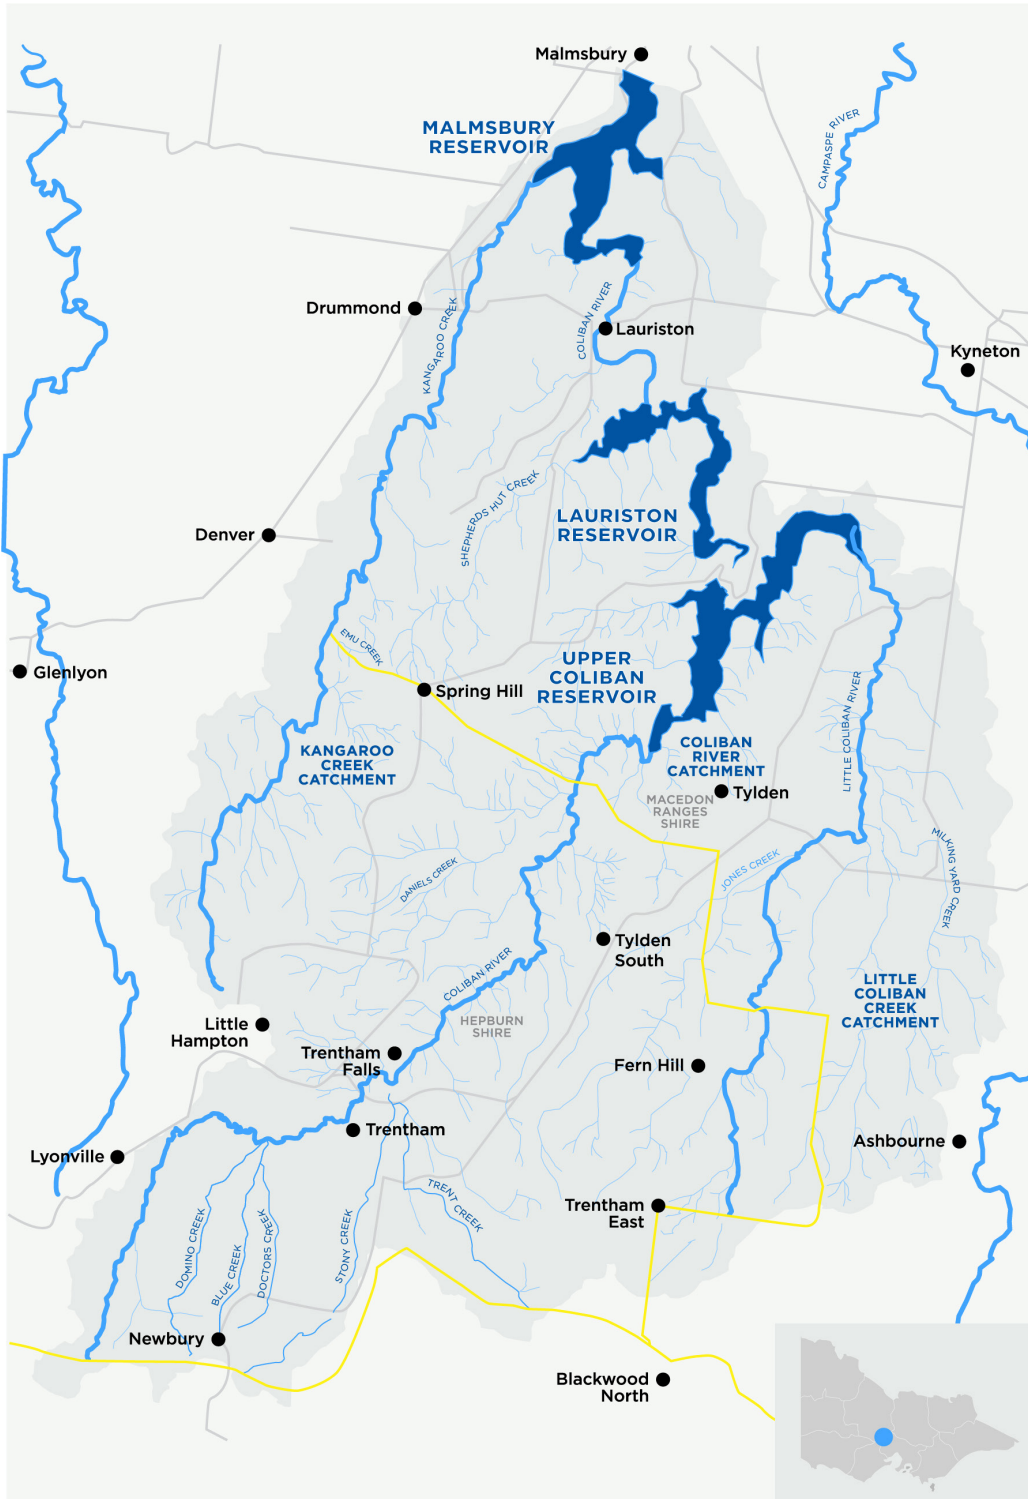 Malmsbury
MALMSBURY
RESERVOIR
CAMPASPE RIVER
Drummond
KANGAROO CREEK
COLIBAN RIVER
Lauriston
Kyneton
SHEPHERDS HUT CREEK
LAURISTON
RESERVOIR
Denver
EMU CREEK
Glenlyon
Spring Hill
UPPER
COLIBAN
RESERVOIR
LITTLE COLIBAN RIVER
KANGAROO
CREEK
CATCHMENT
COLIBAN
RIVER
CATCHMENT
Tylden
MACEDON
RANGES
SHIRE
MILKING YARD CREEK
JONES CREEK
DANIELS CREEK
Tylden
South
COLIBAN RIVER
LITTLE
COLIBAN
CREEK
CATCHMENT
HEPBURN
SHIRE
Little
Hampton
Trentham
Falls
Fern Hill
Trentham
Ashbourne
Lyonville
TRENT CREEK
Trentham
East
DOMINO CREEK
BLUE CREEK
DOCTORS CREEK
STONY CREEK
Newbury
Blackwood
North